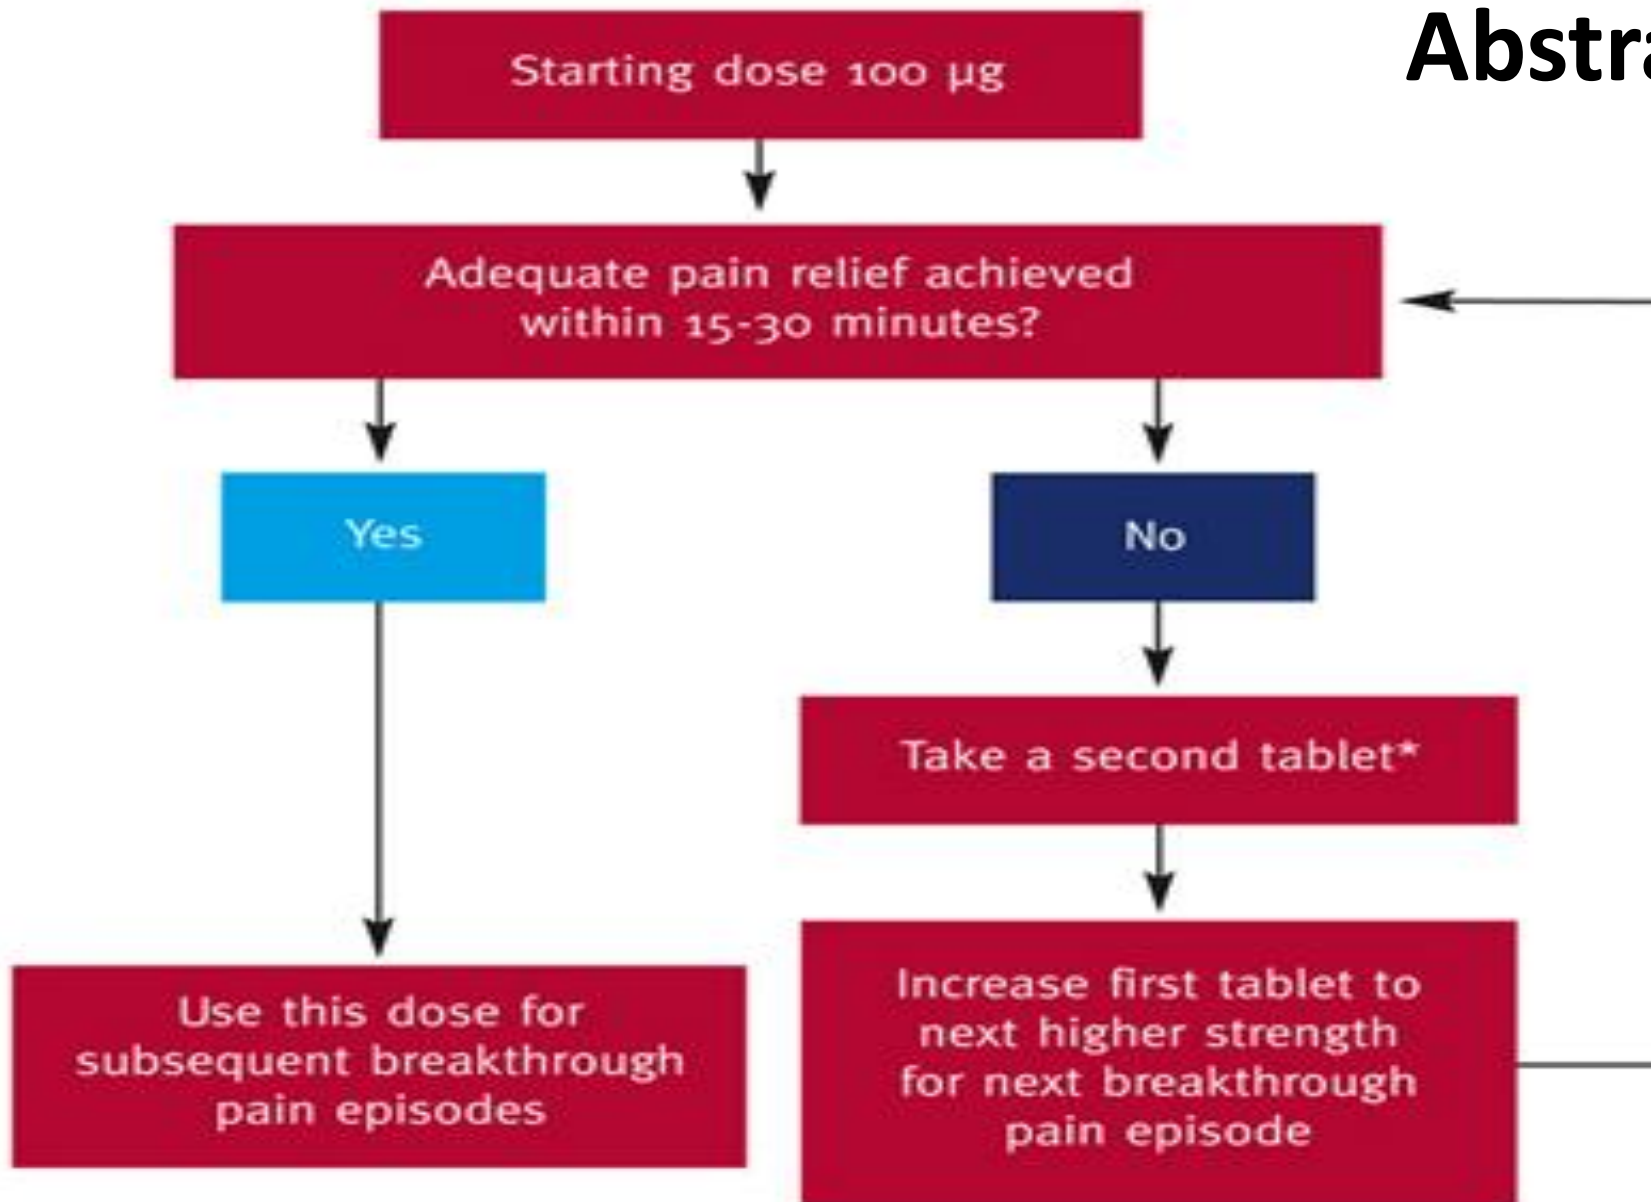 Abstra
Starting dose 100 µg
Adequate pain relief achieved
within 15-30 minutes?
Yes
No
Take a second tablet*
Use this dose for
subsequent breakthrough
pain episodes
Increase first tablet to
next higher strength
for next breakthrough
pain episode